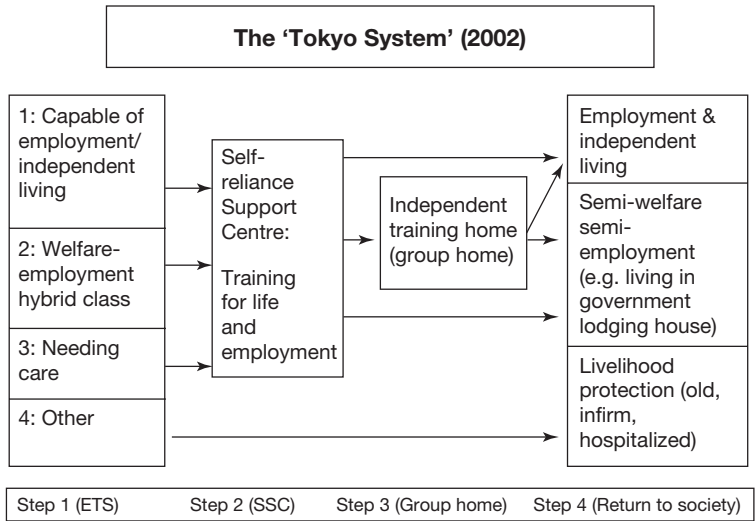 The ‘Tokyo System’ (2002)
1: Capable of
employment/
independent
living
2: Welfare-
employment
hybrid class
3: Needing
care
4: Other
Self-
reliance
Support
Centre:
Training
for life
and
employment
Independent
training home
(group home)
Employment &
independent
living
Semi-welfare
semi-
employment
(e.g. living in
government
lodging house)
Livelihood
protection (old,
infirm,
hospitalized)
Step 1 (ETS) Step 2 (SSC) Step 3 (Group home) Step 4 (Return to society)